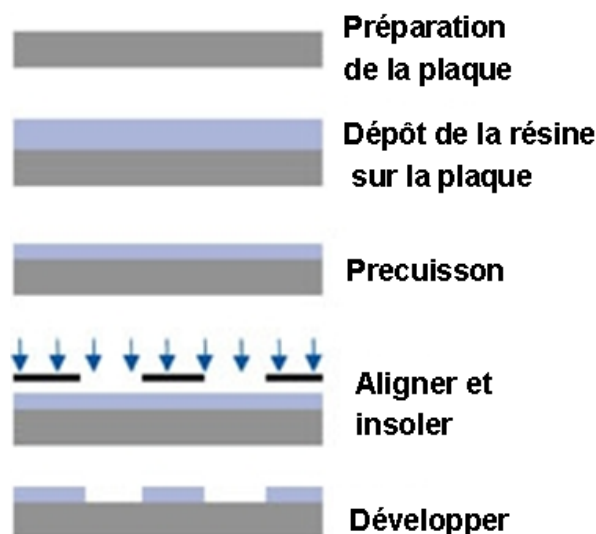 Préparation
de la plaque
Dépôt de la résine
sur la plaque
Precuisson
Aligner et
insoler
Développer